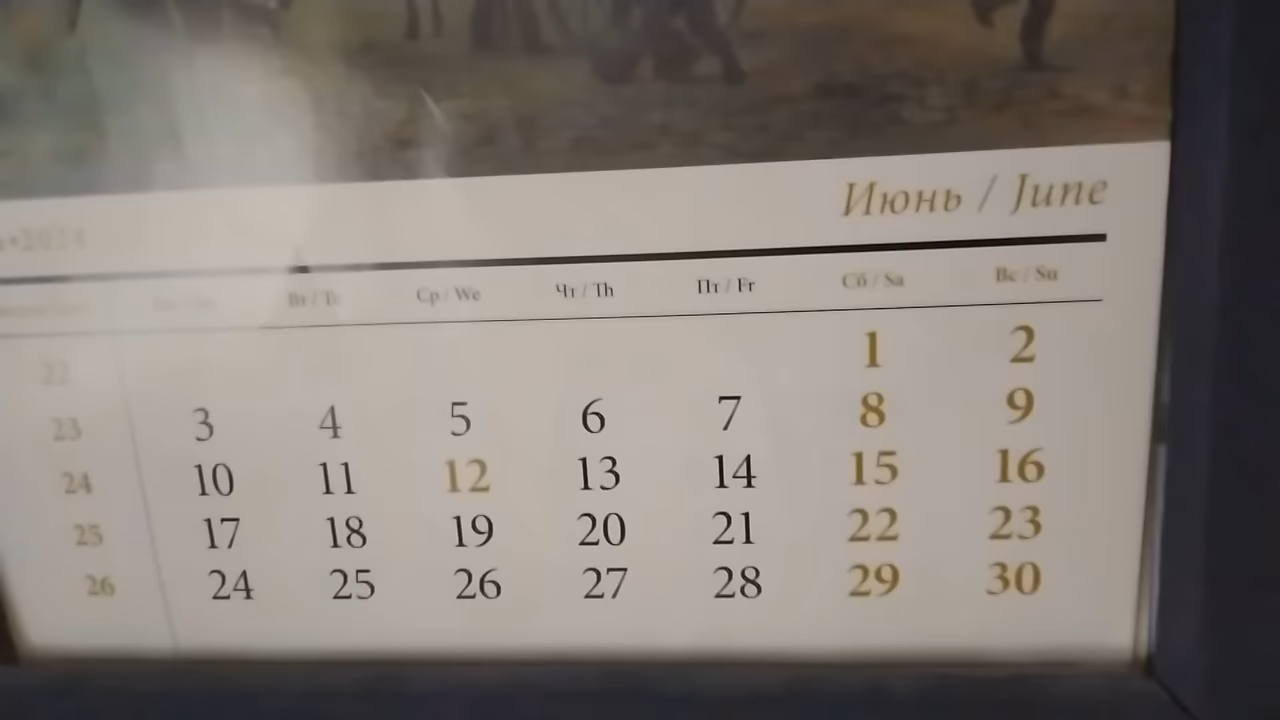 2024
Июнь / June
Вт / Tu Ср / We Чт / Th Пт / Fr Сб / Sa Вс / Su
22 1 2
23 3 4 5 6 7 8 9
24 10 11 12 13 14 15 16
25 17 18 19 20 21 22 23
26 24 25 26 27 28 29 30